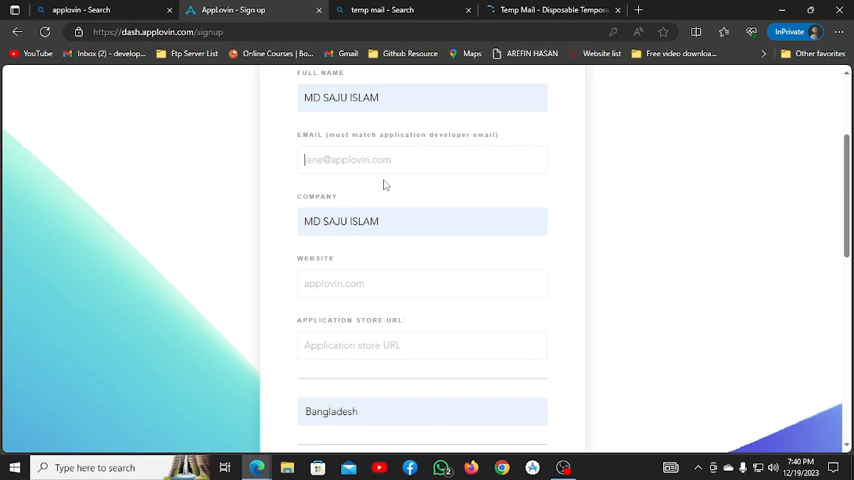 applovin - Search
AppLovin - Sign up
temp mail - Search
Temp Mail - Disposable Tempora
https://dash.applovin.com/signup
InPrivate
YouTube
Inbox (2) - develop...
Ftp Server List
Online Courses | Bo...
Gmail
Github Resource
Maps
AREFIN HASAN
Website list
Free video downloa...
Other favorites
FULL NAME
MD SAJU ISLAM
EMAIL (must match application developer email)
jane@applovin.com
COMPANY
MD SAJU ISLAM
WEBSITE
applovin.com
APPLICATION STORE URL:
Application store URL
Bangladesh
Type here to search
2
7:40 PM
12/19/2023